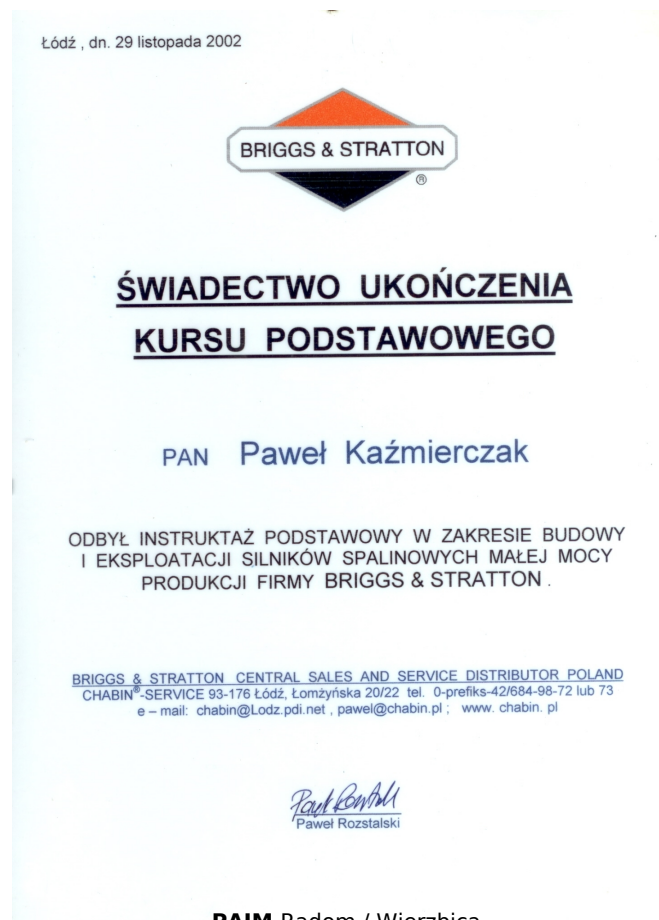 Łódź , dn. 29 listopada 2002
BRIGGS & STRATTON
®
ŚWIADECTWO UKOŃCZENIA
KURSU PODSTAWOWEGO
PAN Paweł Kaźmierczak
ODBYŁ INSTRUKTAŻ PODSTAWOWY W ZAKRESIE BUDOWY
I EKSPLOATACJI SILNIKÓW SPALINOWYCH MAŁEJ MOCY
PRODUKCJI FIRMY BRIGGS & STRATTON .
BRIGGS & STRATTON CENTRAL SALES AND SERVICE DISTRIBUTOR POLAND
CHABIN®-SERVICE 93-176 Łódź, Łomżyńska 20/22 tel. 0-prefiks-42/684-98-72 lub 73
e – mail: chabin@Lodz.pdi.net , pawel@chabin.pl ; www. chabin. pl
Paweł Rozstalski
PAIM Radom / Wierzbica